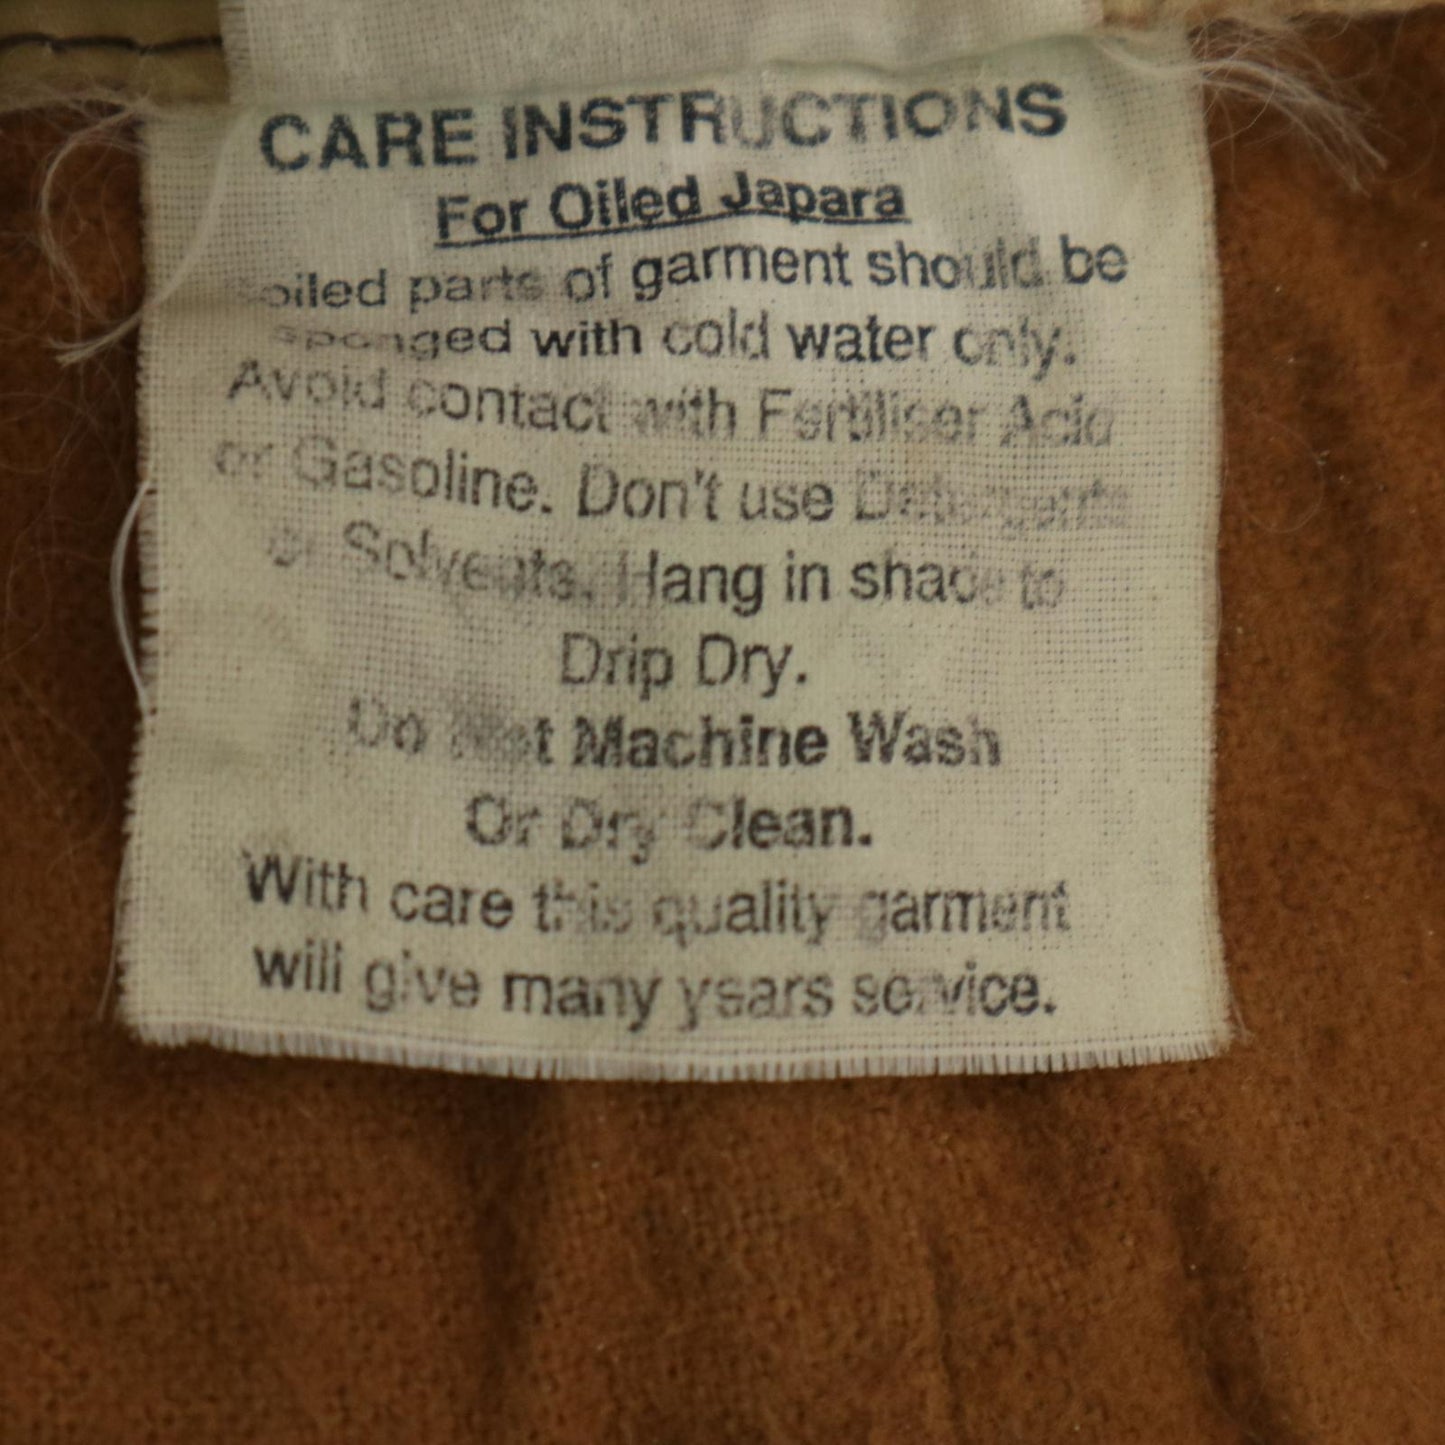 CARE INSTRUCTIONS
For Oiled Japara
Soiled parts of garment should be
sponged with cold water only.
Avoid contact with Fertiliser Acid
or Gasoline. Don't use Detergents
or Solvents. Hang in shade to
Drip Dry.
Do Not Machine Wash
Or Dry Clean.
With care this quality garment
will give many years service.